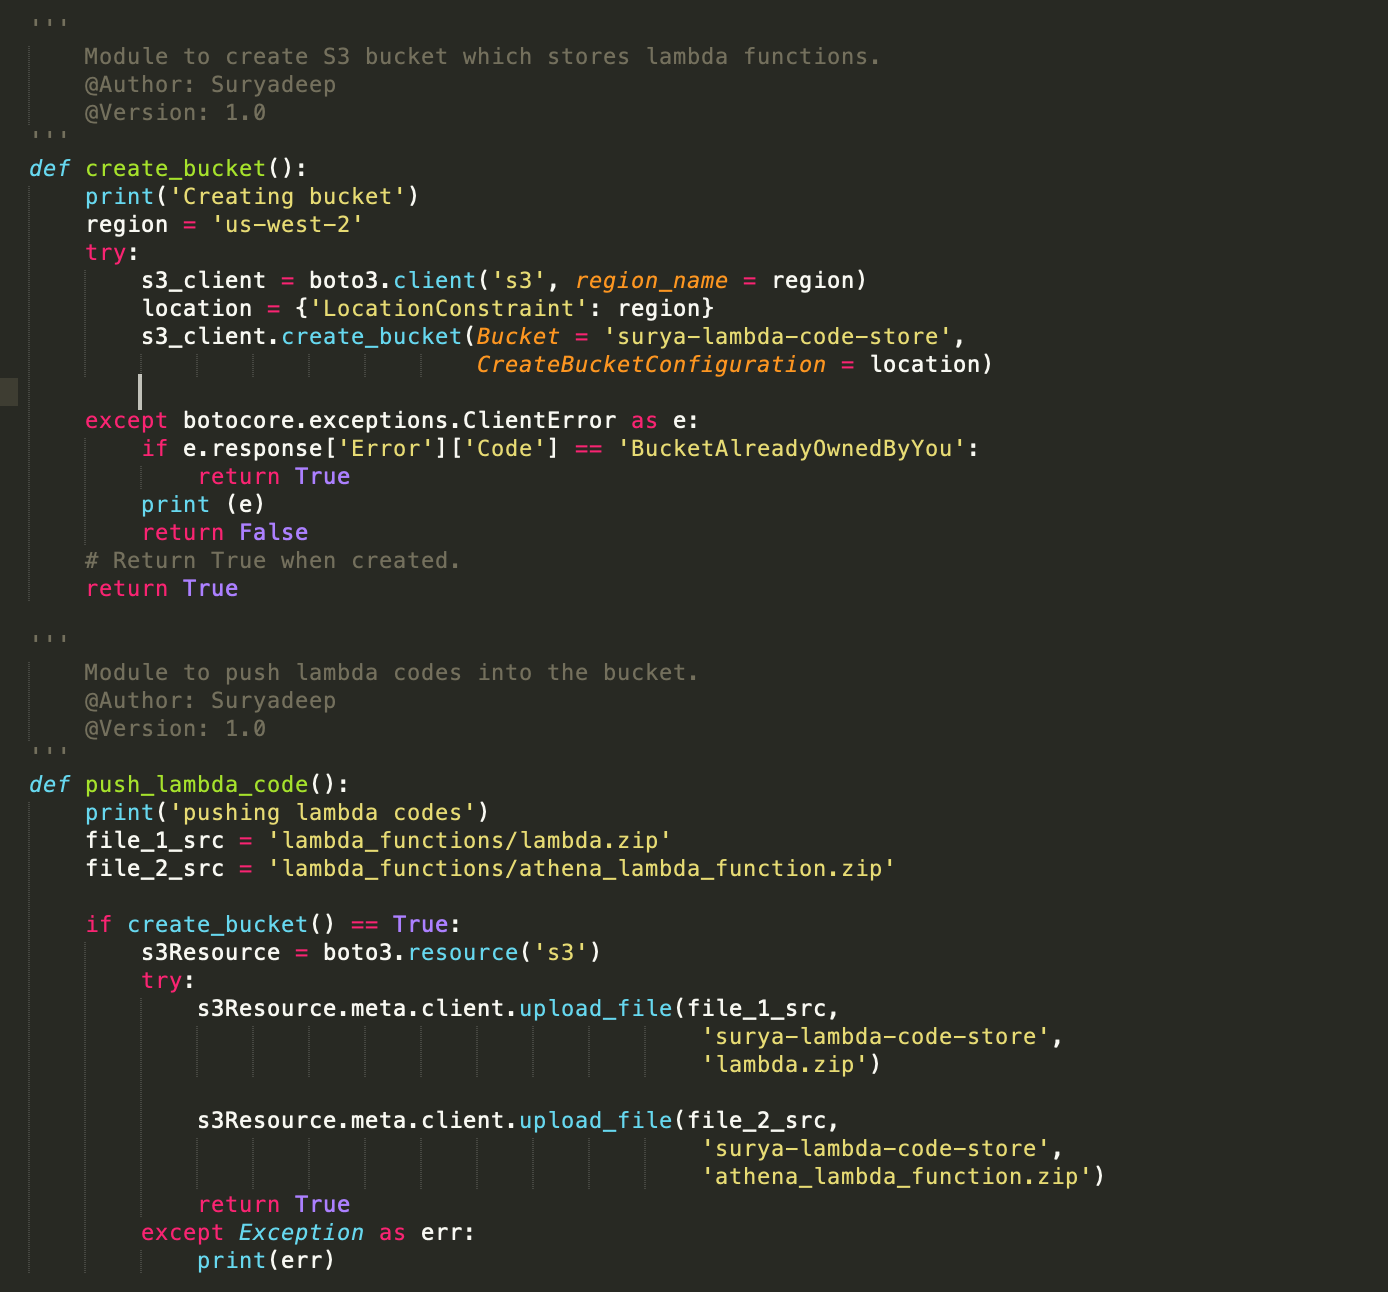 '''
    Module to create S3 bucket which stores lambda functions.
    @Author: Suryadeep
    @Version: 1.0
'''
def create_bucket():
    print('Creating bucket')
    region = 'us-west-2'
    try:
        s3_client = boto3.client('s3', region_name = region)
        location = {'LocationConstraint': region}
        s3_client.create_bucket(Bucket = 'surya-lambda-code-store',
                                CreateBucketConfiguration = location)

    except botocore.exceptions.ClientError as e:
        if e.response['Error']['Code'] == 'BucketAlreadyOwnedByYou':
            return True
        print (e)
        return False
    # Return True when created.
    return True

'''
    Module to push lambda codes into the bucket.
    @Author: Suryadeep
    @Version: 1.0
'''
def push_lambda_code():
    print('pushing lambda codes')
    file_1_src = 'lambda_functions/lambda.zip'
    file_2_src = 'lambda_functions/athena_lambda_function.zip'

    if create_bucket() == True:
        s3Resource = boto3.resource('s3')
        try:
            s3Resource.meta.client.upload_file(file_1_src,
                                                'surya-lambda-code-store',
                                                'lambda.zip')

            s3Resource.meta.client.upload_file(file_2_src,
                                                'surya-lambda-code-store',
                                                'athena_lambda_function.zip')
            return True
        except Exception as err:
            print(err)